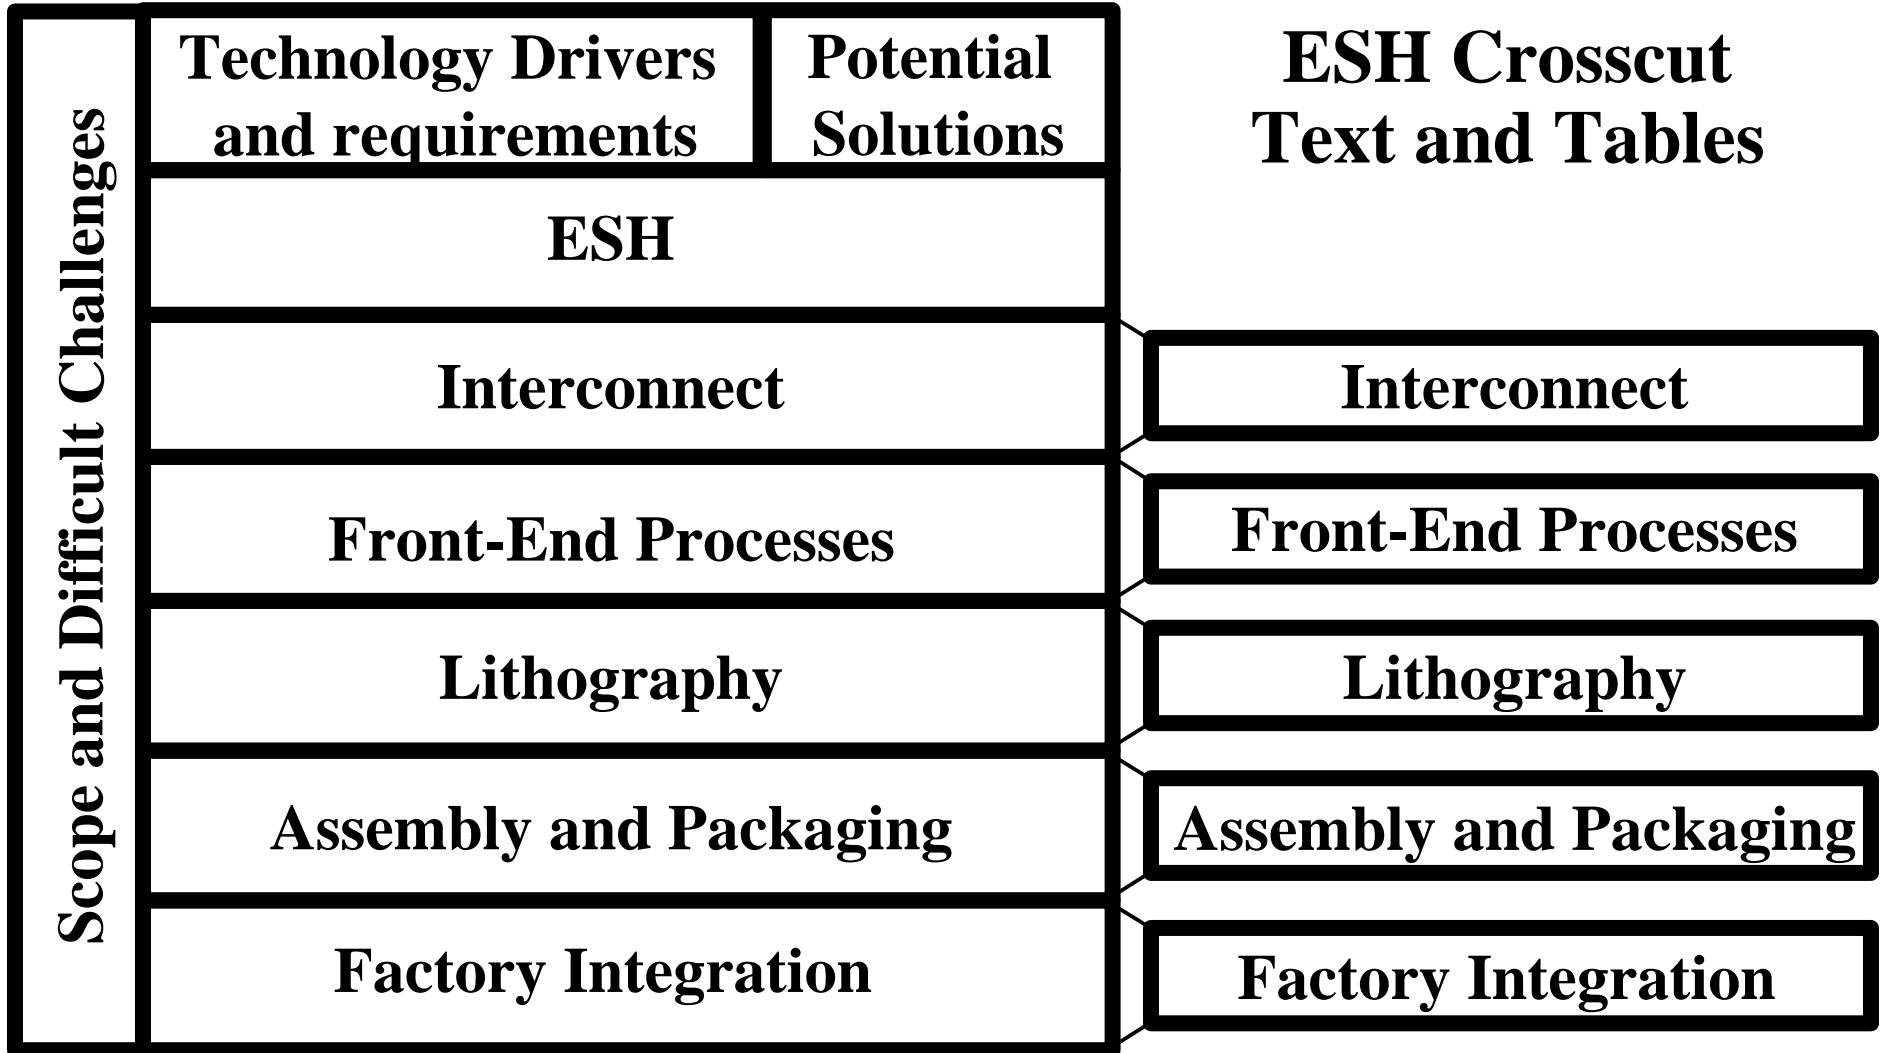 Scope and Difficult Challenges
Technology Drivers
and requirements
Potential
Solutions
ESH Crosscut
Text and Tables
ESH
Interconnect
Interconnect
Front-End Processes
Front-End Processes
Lithography
Lithography
Assembly and Packaging
Assembly and Packaging
Factory Integration
Factory Integration